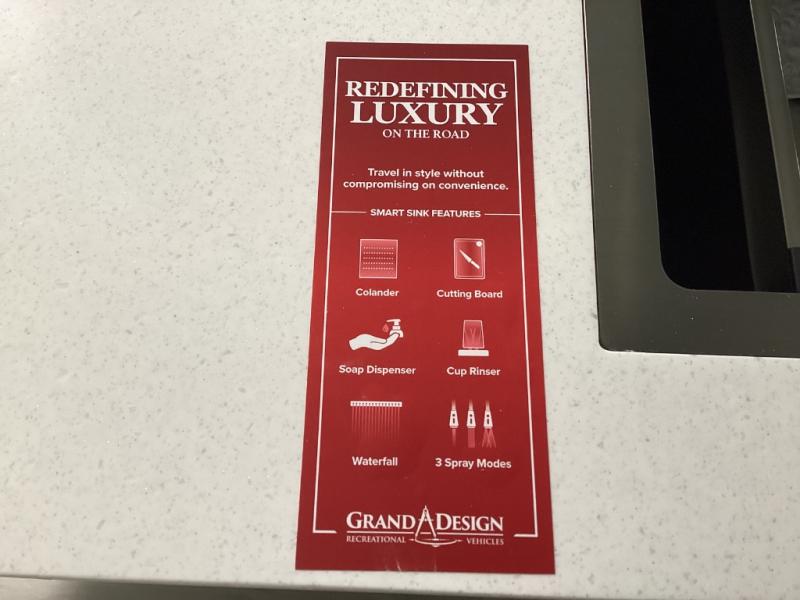 REDEFINING
LUXURY
ON THE ROAD
Travel in style without
compromising on convenience.
SMART SINK FEATURES
Colander
Cutting Board
Soap Dispenser
Cup Rinser
Waterfall
3 Spray Modes
GRAND DESIGN
RECREATIONAL VEHICLES